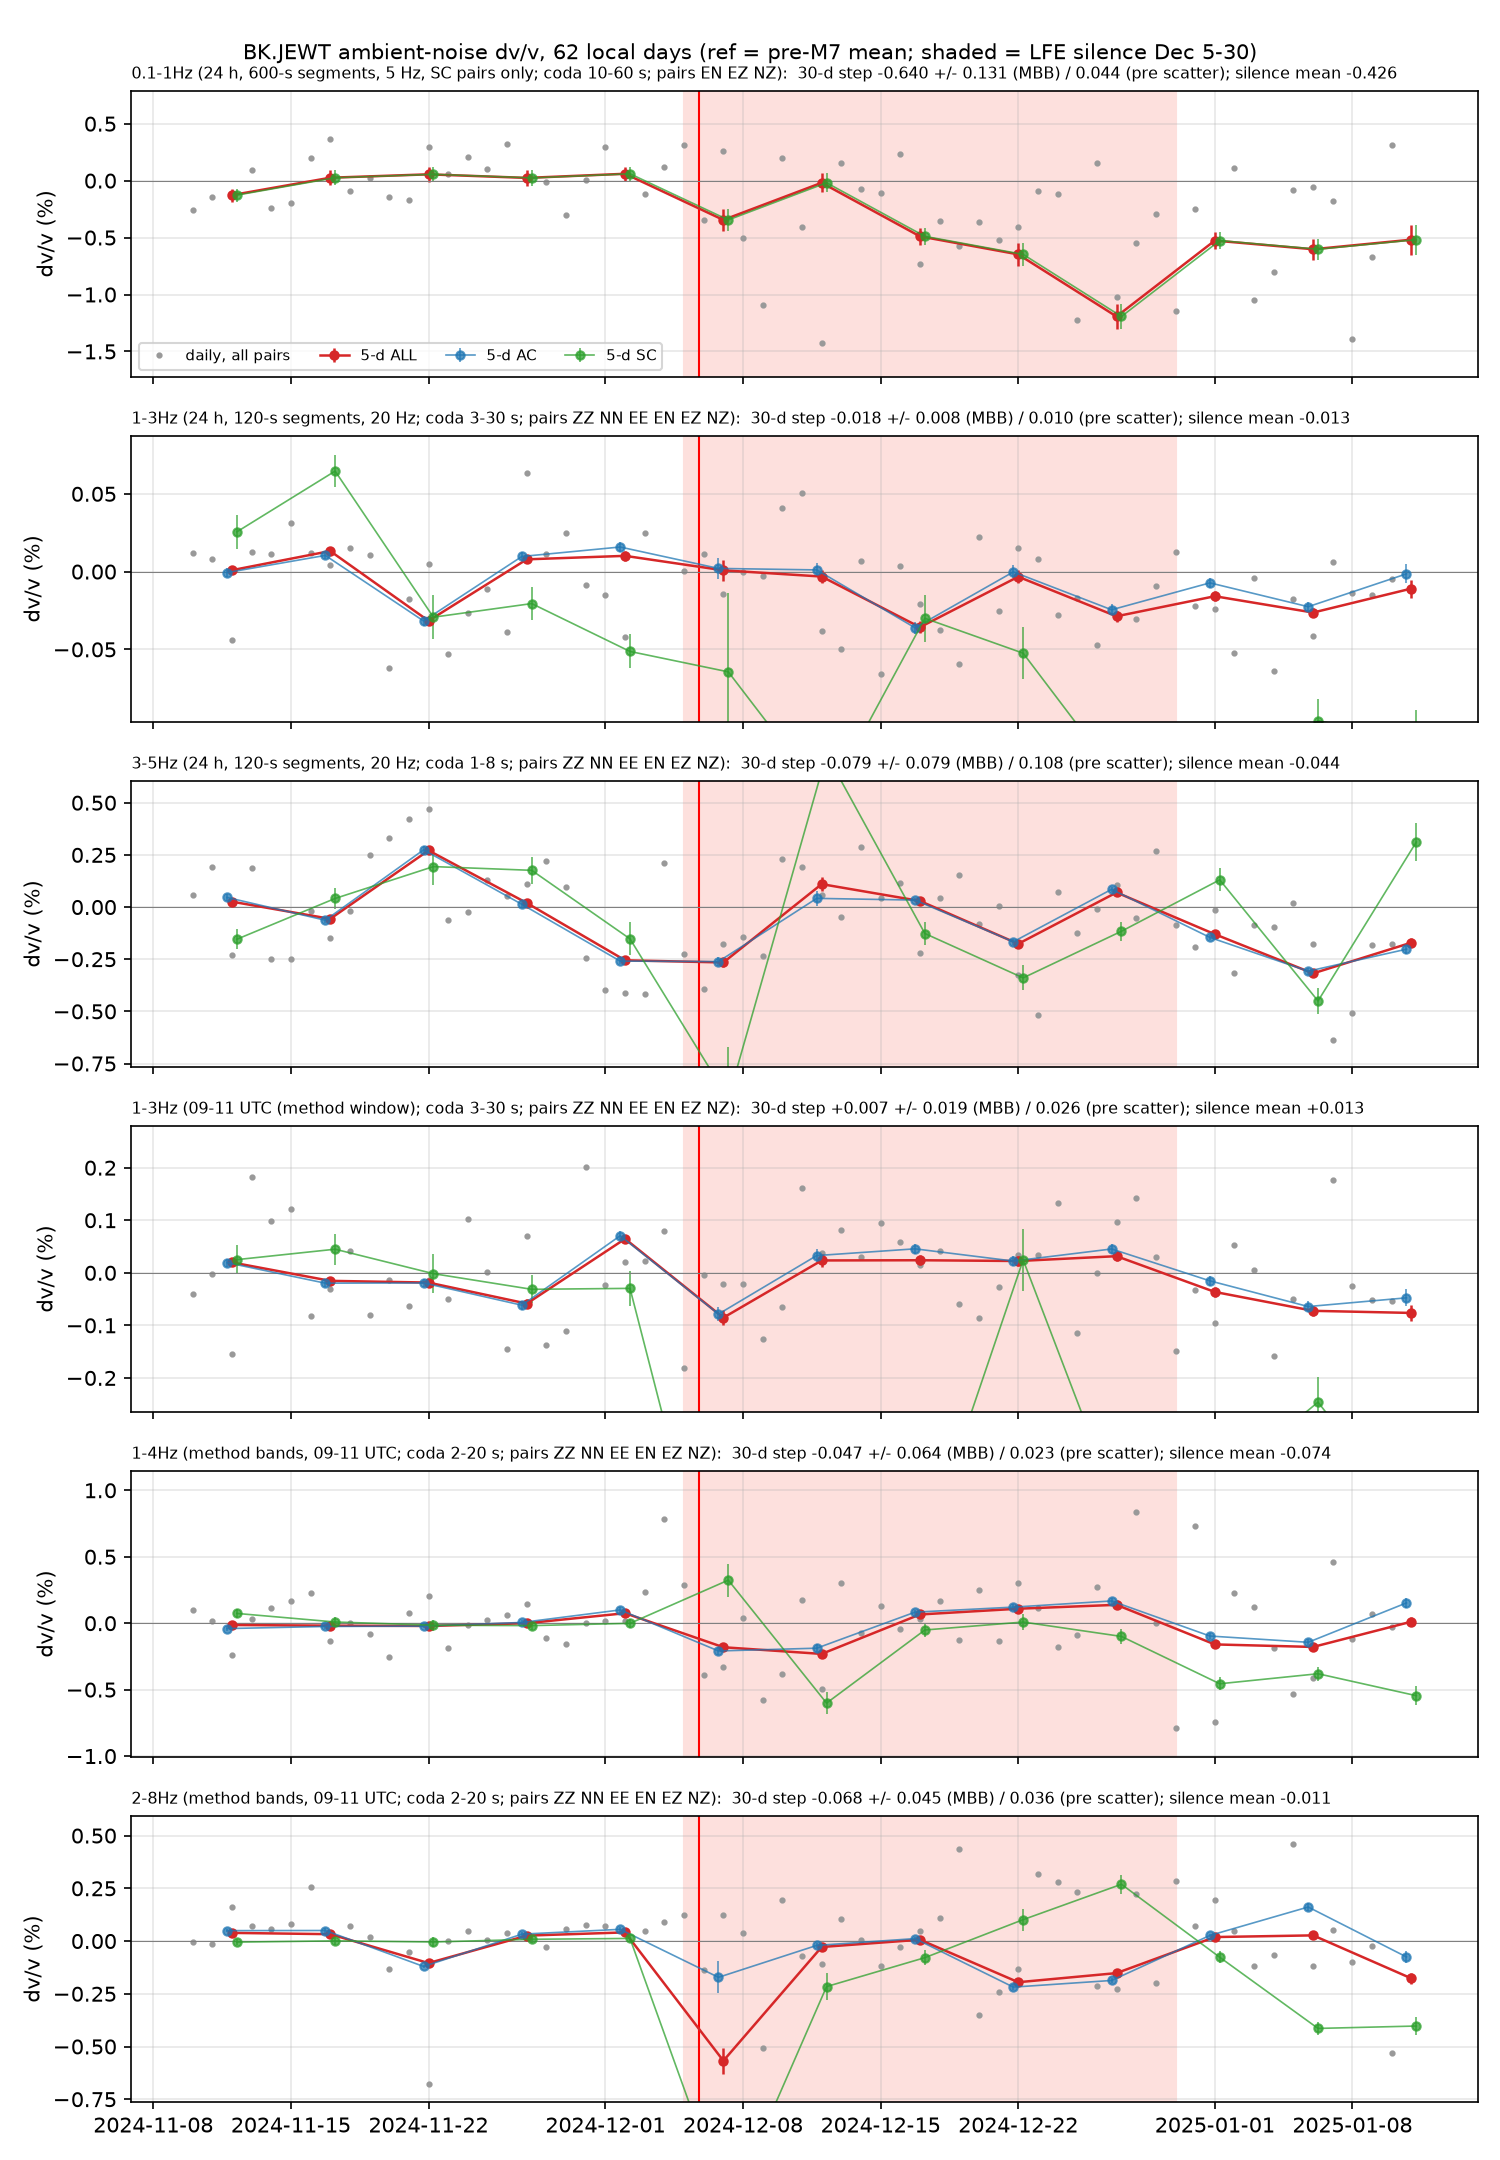 BK.JEWT ambient-noise dv/v, 62 local days (ref = pre-M7 mean; shaded = LFE silence Dec 5-30)
0.1-1Hz (24 h, 600-s segments, 5 Hz, SC pairs only; coda 10-60 s; pairs EN EZ NZ):  30-d step -0.640 +/- 0.131 (MBB) / 0.044 (pre scatter); silence mean -0.426
dv/v (%)
0.5
0.0
−0.5
−1.0
−1.5
daily, all pairs
5-d ALL
5-d AC
5-d SC
1-3Hz (24 h, 120-s segments, 20 Hz; coda 3-30 s; pairs ZZ NN EE EN EZ NZ):  30-d step -0.018 +/- 0.008 (MBB) / 0.010 (pre scatter); silence mean -0.013
dv/v (%)
0.05
0.00
−0.05
3-5Hz (24 h, 120-s segments, 20 Hz; coda 1-8 s; pairs ZZ NN EE EN EZ NZ):  30-d step -0.079 +/- 0.079 (MBB) / 0.108 (pre scatter); silence mean -0.044
dv/v (%)
0.50
0.25
0.00
−0.25
−0.50
−0.75
1-3Hz (09-11 UTC (method window); coda 3-30 s; pairs ZZ NN EE EN EZ NZ):  30-d step +0.007 +/- 0.019 (MBB) / 0.026 (pre scatter); silence mean +0.013
dv/v (%)
0.2
0.1
0.0
−0.1
−0.2
1-4Hz (method bands, 09-11 UTC; coda 2-20 s; pairs ZZ NN EE EN EZ NZ):  30-d step -0.047 +/- 0.064 (MBB) / 0.023 (pre scatter); silence mean -0.074
dv/v (%)
1.0
0.5
0.0
−0.5
−1.0
2-8Hz (method bands, 09-11 UTC; coda 2-20 s; pairs ZZ NN EE EN EZ NZ):  30-d step -0.068 +/- 0.045 (MBB) / 0.036 (pre scatter); silence mean -0.011
dv/v (%)
0.50
0.25
0.00
−0.25
−0.50
−0.75
2024-11-08
2024-11-15
2024-11-22
2024-12-01
2024-12-08
2024-12-15
2024-12-22
2025-01-01
2025-01-08